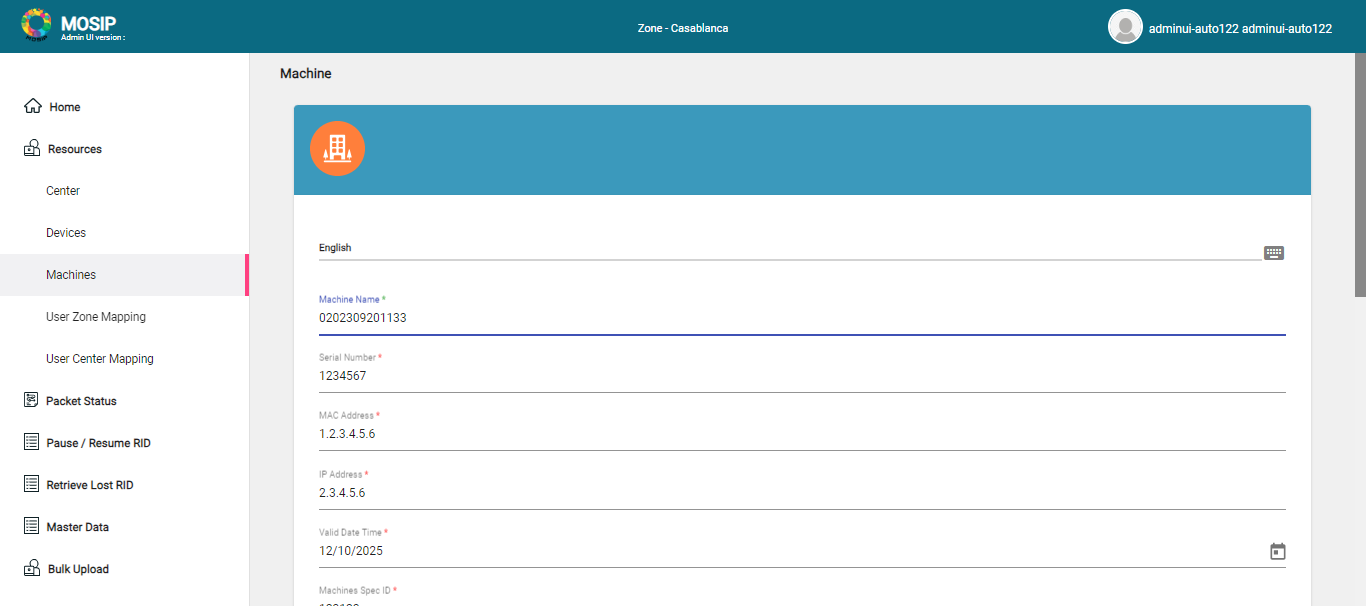 MOSIP
Admin UI version :
Zone - Casablanca
adminui-auto122 adminui-auto122
Home
Resources
Center
Devices
Machines
User Zone Mapping
User Center Mapping
Packet Status
Pause / Resume RID
Retrieve Lost RID
Master Data
Bulk Upload
Machine
English
Machine Name *
0202309201133
Serial Number *
1234567
MAC Address *
1.2.3.4.5.6
IP Address *
2.3.4.5.6
Valid Date Time *
12/10/2025
Machines Spec ID *